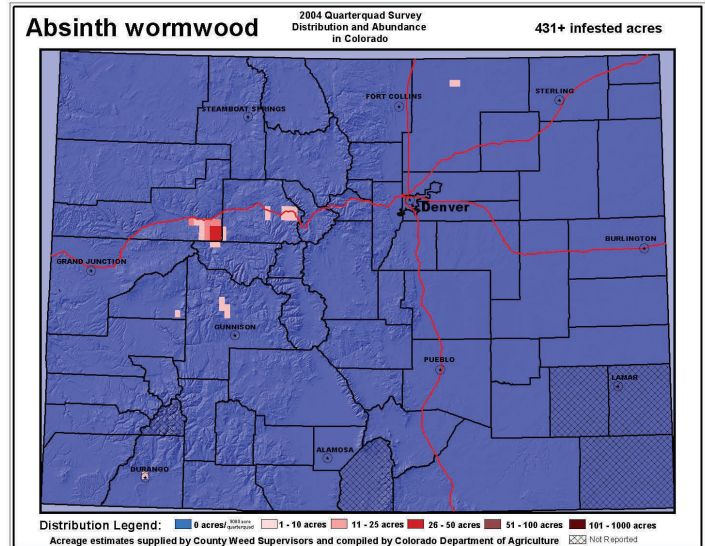 Absinth wormwood
2004 Quarterquad Survey
Distribution and Abundance
in Colorado
431+ infested acres
FORT COLLINS
STERLING
STEAMBOAT SPRINGS
Denver
BURLINGTON
GRAND JUNCTION
GUNNISON
PUEBLO
LAMAR
ALAMOSA
DURANGO
Distribution Legend: 0 acres/ quarterquad 1 - 10 acres 11 - 25 acres 26 - 50 acres 51 - 100 acres 101 - 1000 acres
Acreage estimates supplied by County Weed Supervisors and compiled by Colorado Department of Agriculture Not Reported